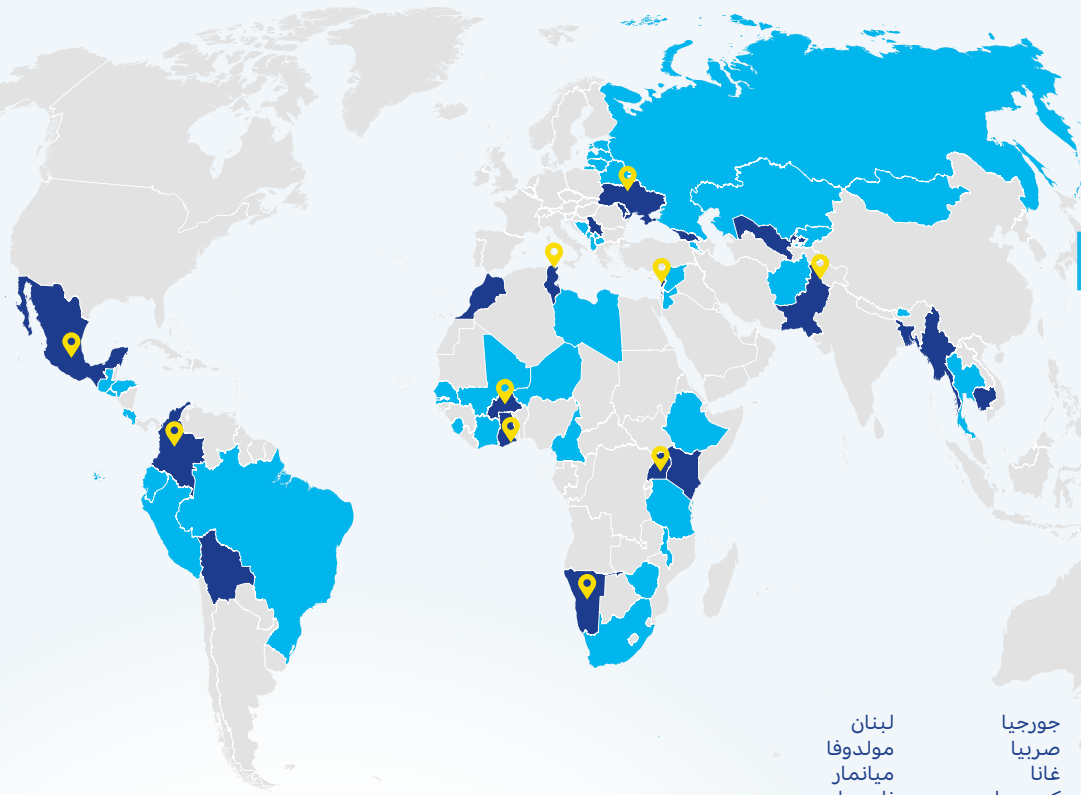 جورجيا
صربيا
غانا
لبنان
مولدوفا
ميانمار